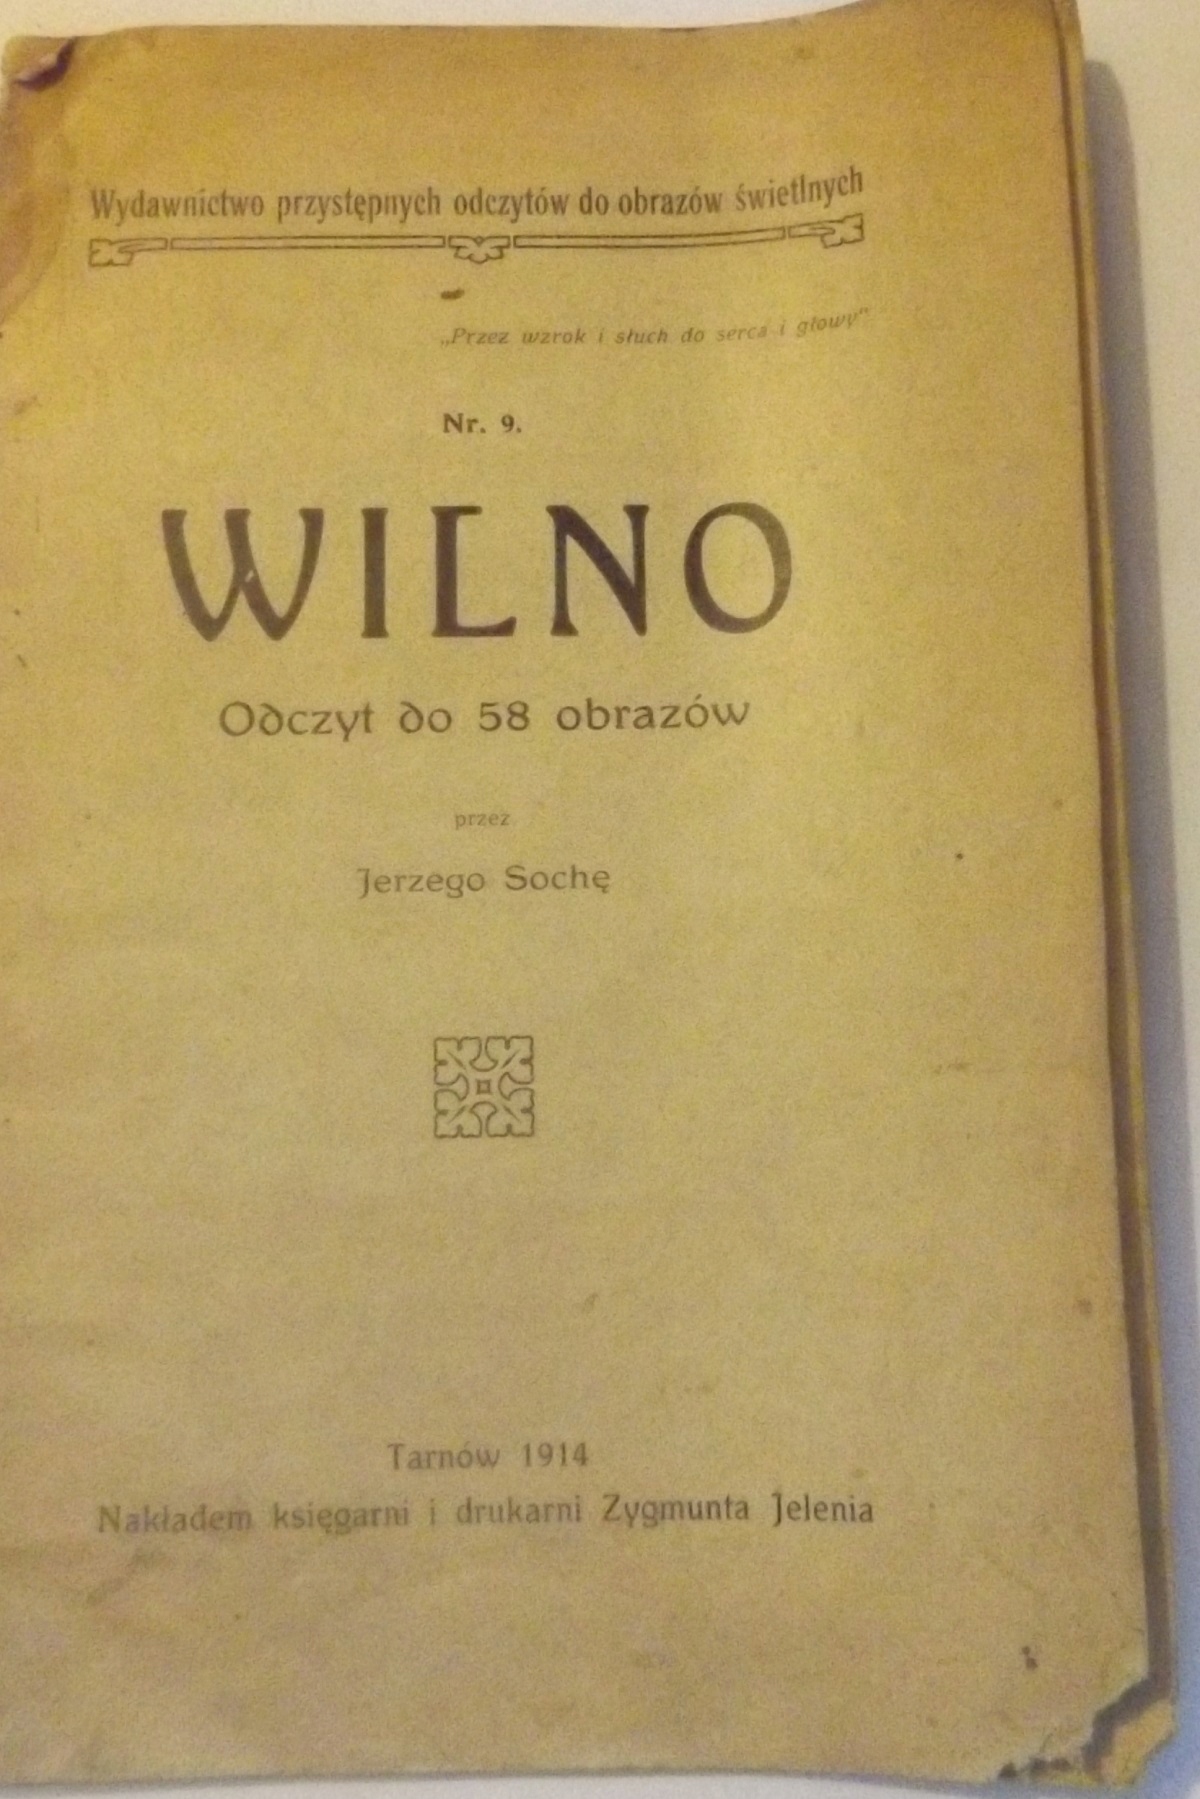 Wydawnictwo przystępnych odczytów do obrazów świetlnych
„Przez wzrok i słuch do serca i głowy“
Nr. 9.
WILNO
Odczyt do 58 obrazów
przez
Jerzego Sochę
Tarnów 1914
Nakładem księgarni i drukarni Zygmunta Jelenia